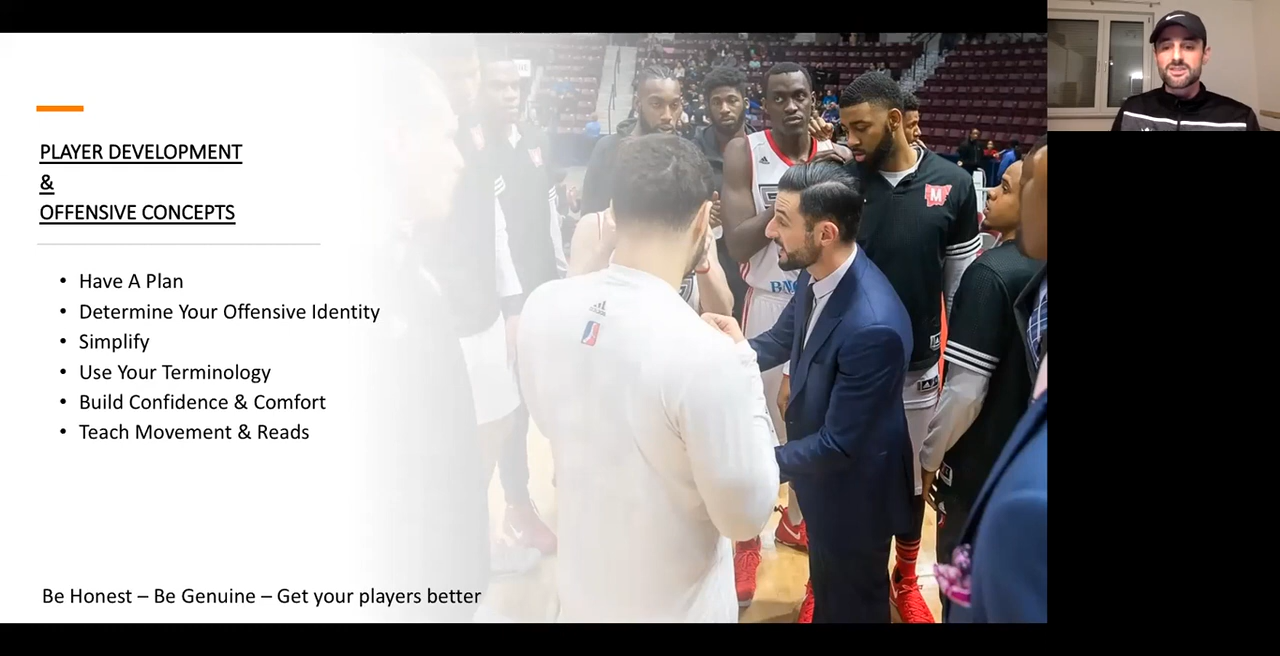 PLAYER DEVELOPMENT
&
OFFENSIVE CONCEPTS
• Have A Plan
• Determine Your Offensive Identity
• Simplify
• Use Your Terminology
• Build Confidence & Comfort
• Teach Movement & Reads
Be Honest – Be Genuine – Get your players better
M